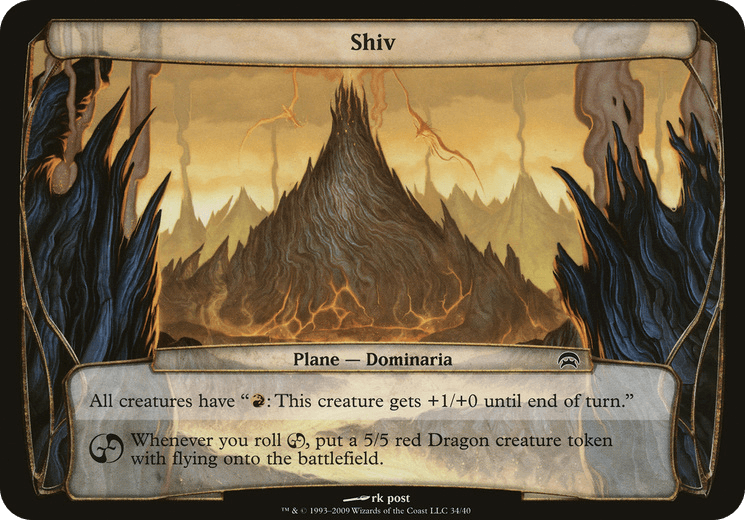 Shiv
Plane — Dominaria
All creatures have “: This creature gets +1/+0 until end of turn.”
Whenever you roll , put a 5/5 red Dragon creature token
with flying onto the battlefield.
rk post
™ & © 1993–2009 Wizards of the Coast LLC 34/40